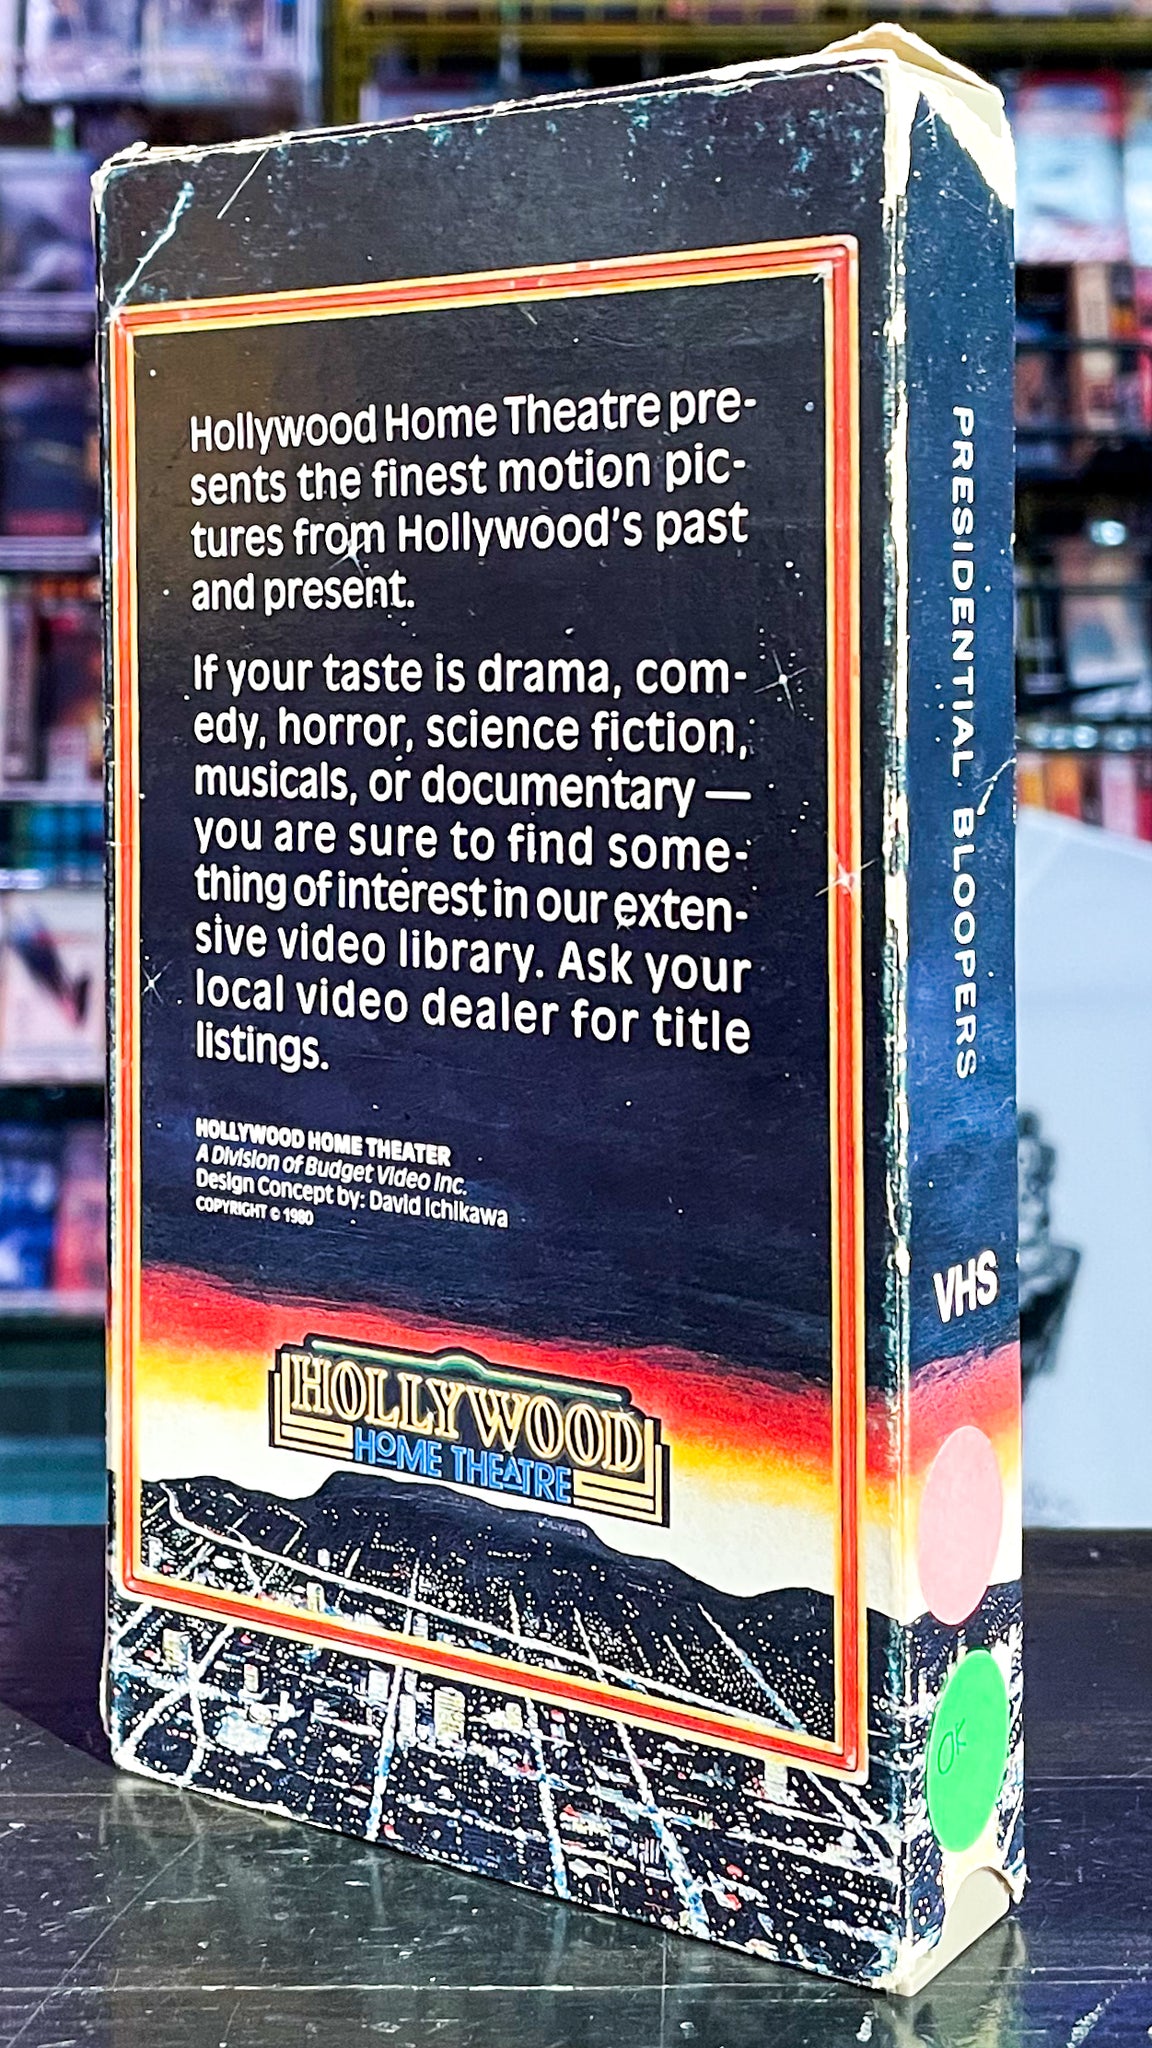 Hollywood Home Theatre pre-
sents the finest motion pic-
tures from Hollywood's past
and present.
If your taste is drama, com-
edy, horror, science fiction,
musicals, or documentary —
you are sure to find some-
thing of interest in our exten-
sive video library. Ask your
local video dealer for title
listings.
HOLLYWOOD HOME THEATER
A Division of Budget Video Inc.
Design Concept by: David Ichikawa
COPYRIGHT © 1980
HOLLYWOOD
HOME THEATRE
HOLLYWOOD
PRESIDENTIAL BLOOPERS
VHS
OK